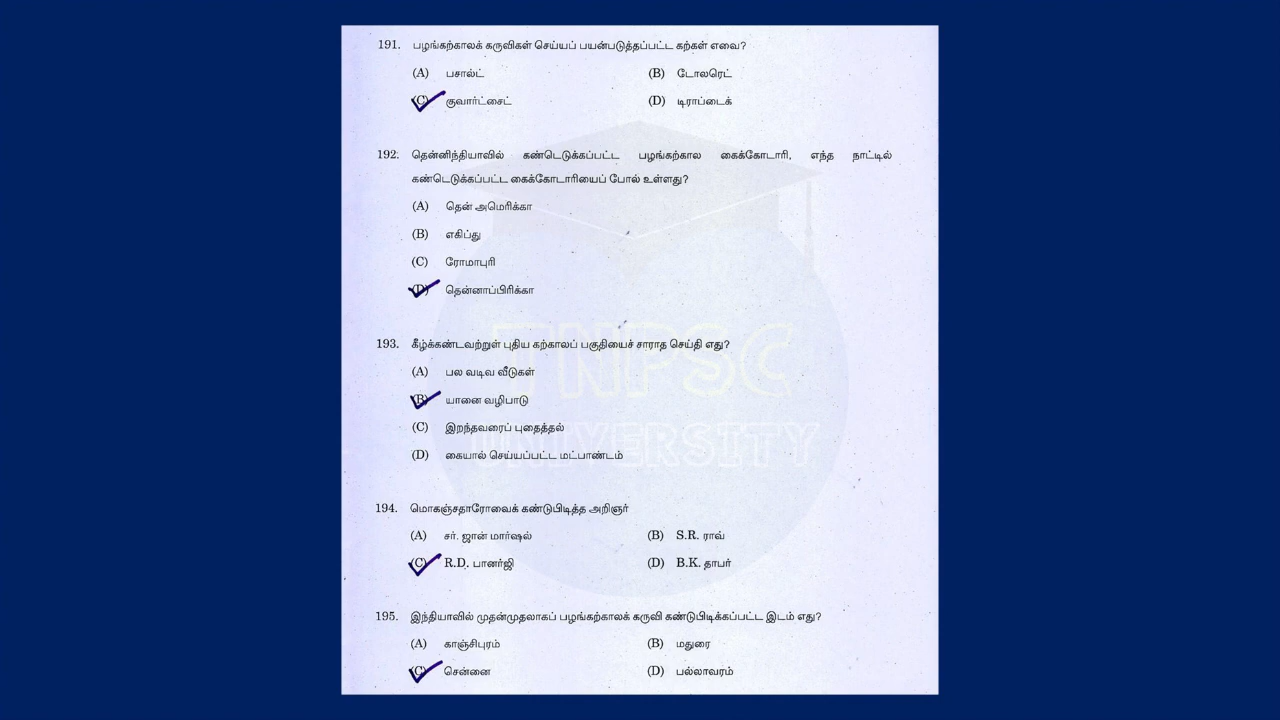 191. பழங்கற்காலக் கருவிகள் செய்யப் பயன்படுத்தப்பட்ட கற்கள் எவை?
(A) பசால்ட் (B) டோலரெட்
(C) குவார்ட்சைட் (D) டிராப்டைக்
192. தென்னிந்தியாவில் கண்டெடுக்கப்பட்ட பழங்கற்கால கைக்கோடாரி, எந்த நாட்டில்
கண்டெடுக்கப்பட்ட கைக்கோடாரியைப் போல் உள்ளது?
(A) தென் அமெரிக்கா
(B) எகிப்து
(C) ரோமாபுரி
(D) தென்னாப்பிரிக்கா
193. கீழ்க்கண்டவற்றுள் புதிய கற்காலப் பகுதியைச் சாராத செய்தி எது?
(A) பல வடிவ வீடுகள்
(B) யானை வழிபாடு
(C) இறந்தவரைப் புதைத்தல்
(D) கையால் செய்யப்பட்ட மட்பாண்டம்
TNPSC
UNIVERSITY
194. மொகஞ்சதாரோவைக் கண்டுபிடித்த அறிஞர்
(A) சர். ஜான் மார்ஷல் (B) S.R. ராவ்
(C) R.D. பானர்ஜி (D) B.K. தாபர்
195. இந்தியாவில் முதன்முதலாகப் பழங்கற்காலக் கருவி கண்டுபிடிக்கப்பட்ட இடம் எது?
(A) காஞ்சிபுரம் (B) மதுரை
(C) சென்னை (D) பல்லாவரம்